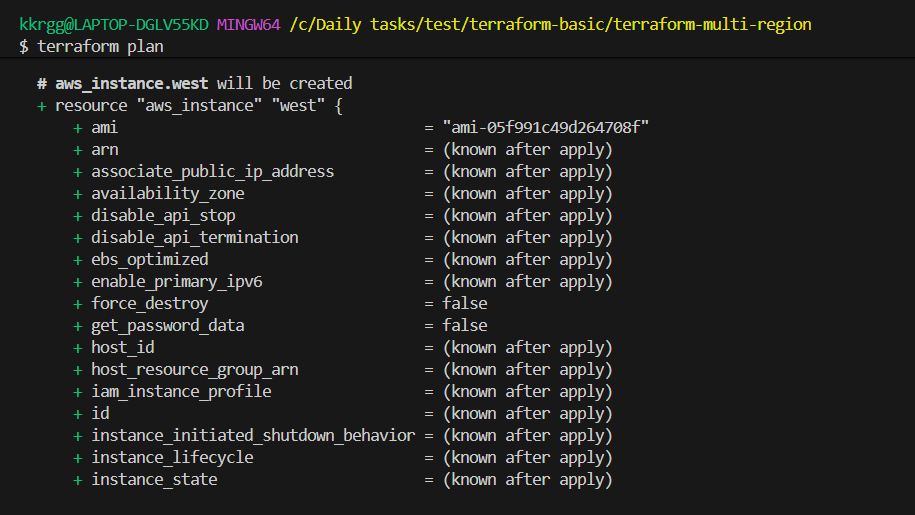 kkrgg@LAPTOP-DGLV55KD MINGW64 /c/Daily tasks/test/terraform-basic/terraform-multi-region
$ terraform plan
# aws_instance.west will be created
+ resource "aws_instance" "west" {
+ ami = "ami-05f991c49d264708f"
+ arn = (known after apply)
+ associate_public_ip_address = (known after apply)
+ availability_zone = (known after apply)
+ disable_api_stop = (known after apply)
+ disable_api_termination = (known after apply)
+ ebs_optimized = (known after apply)
+ enable_primary_ipv6 = (known after apply)
+ force_destroy = false
+ get_password_data = false
+ host_id = (known after apply)
+ host_resource_group_arn = (known after apply)
+ iam_instance_profile = (known after apply)
+ id = (known after apply)
+ instance_initiated_shutdown_behavior = (known after apply)
+ instance_lifecycle = (known after apply)
+ instance_state = (known after apply)